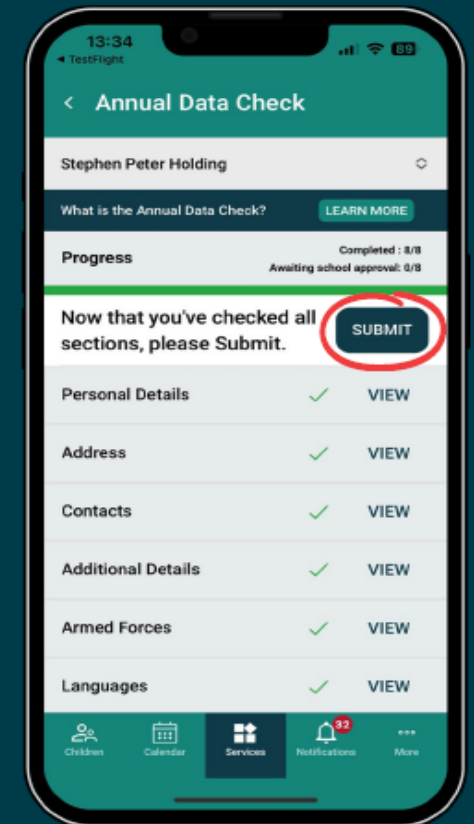 13:34
89
◄ TestFlight
< Annual Data Check
Stephen Peter Holding
What is the Annual Data Check? LEARN MORE
Progress
Completed : 8/8
Awaiting school approval: 0/8
Now that you've checked all
sections, please Submit.
SUBMIT
Personal Details VIEW
Address VIEW
Contacts VIEW
Additional Details VIEW
Armed Forces VIEW
Languages VIEW
32
Children Calendar Services Notifications More